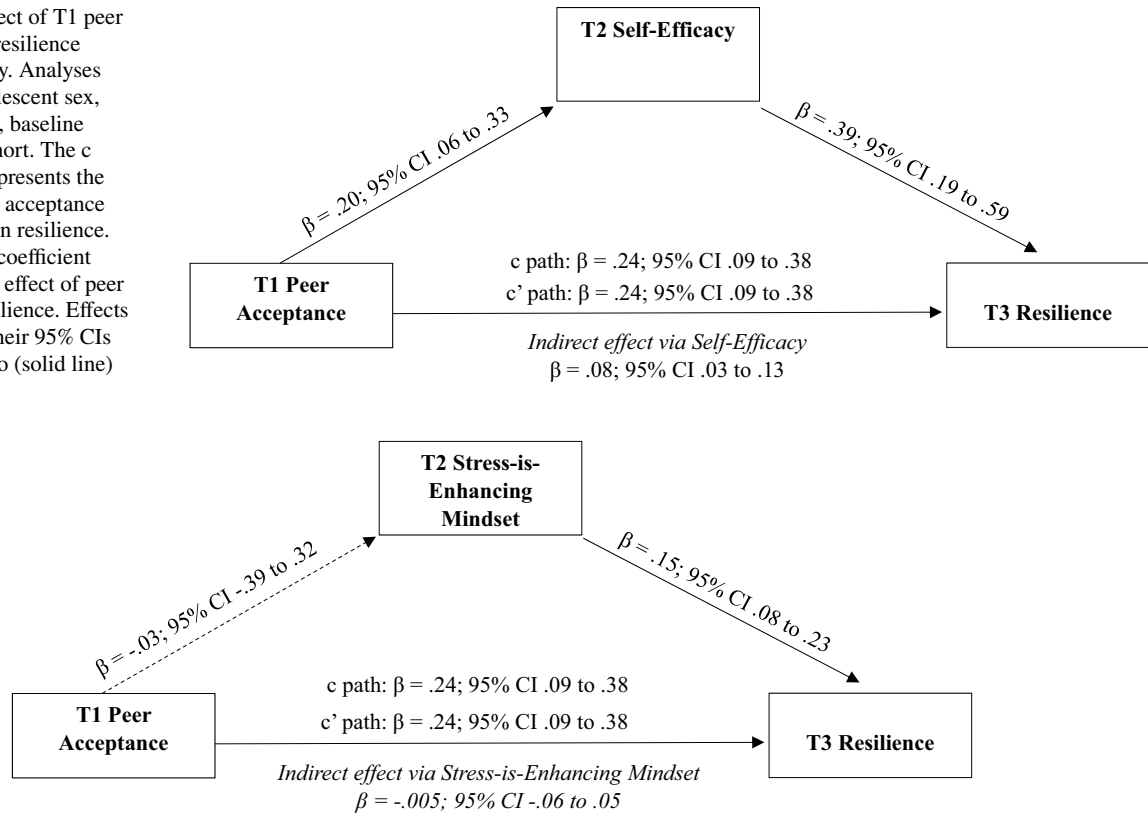 ect of T1 peer
resilience
y. Analyses
lescent sex,
, baseline
hort. The c
presents the
acceptance
n resilience.
coefficient
effect of peer
ilience. Effects
heir 95% CIs
o (solid line)
T2 Self-Efficacy
β = .20; 95% CI .06 to .33
β = .39; 95% CI .19 to .59
T1 Peer
Acceptance
c path: β = .24; 95% CI .09 to .38
c’ path: β = .24; 95% CI .09 to .38
Indirect effect via Self-Efficacy
β = .08; 95% CI .03 to .13
T3 Resilience
T2 Stress-is-
Enhancing
Mindset
β = -.03; 95% CI -.39 to .32
β = .15; 95% CI .08 to .23
T1 Peer
Acceptance
c path: β = .24; 95% CI .09 to .38
c’ path: β = .24; 95% CI .09 to .38
Indirect effect via Stress-is-Enhancing Mindset
β = -.005; 95% CI -.06 to .05
T3 Resilience